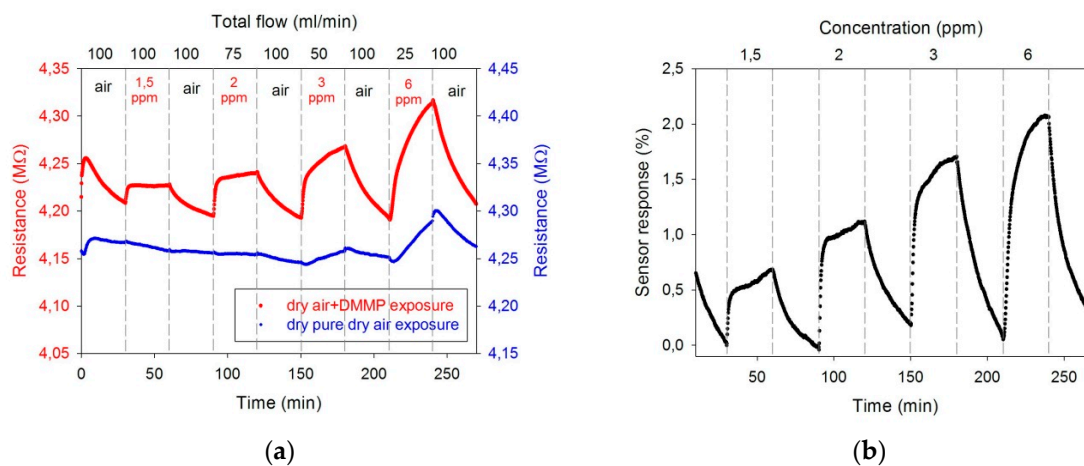 Total flow (ml/min)
100 100 100 75 100 50 100 25 100
4,35
4,30
4,25
4,20
4,15
4,10
4,05
Resistance (MΩ)
air 1,5 ppm air 2 ppm air 3 ppm air 6 ppm air
4,45
4,40
4,35
4,30
4,25
4,20
4,15
Resistance (MΩ)
dry air+DMMP exposure
dry pure dry air exposure
0 50 100 150 200 250
Time (min)
(a)
Concentration (ppm)
1,5 2 3 6
2,5
2,0
1,5
1,0
0,5
0,0
Sensor response (%)
50 100 150 200 250
Time (min)
(b)